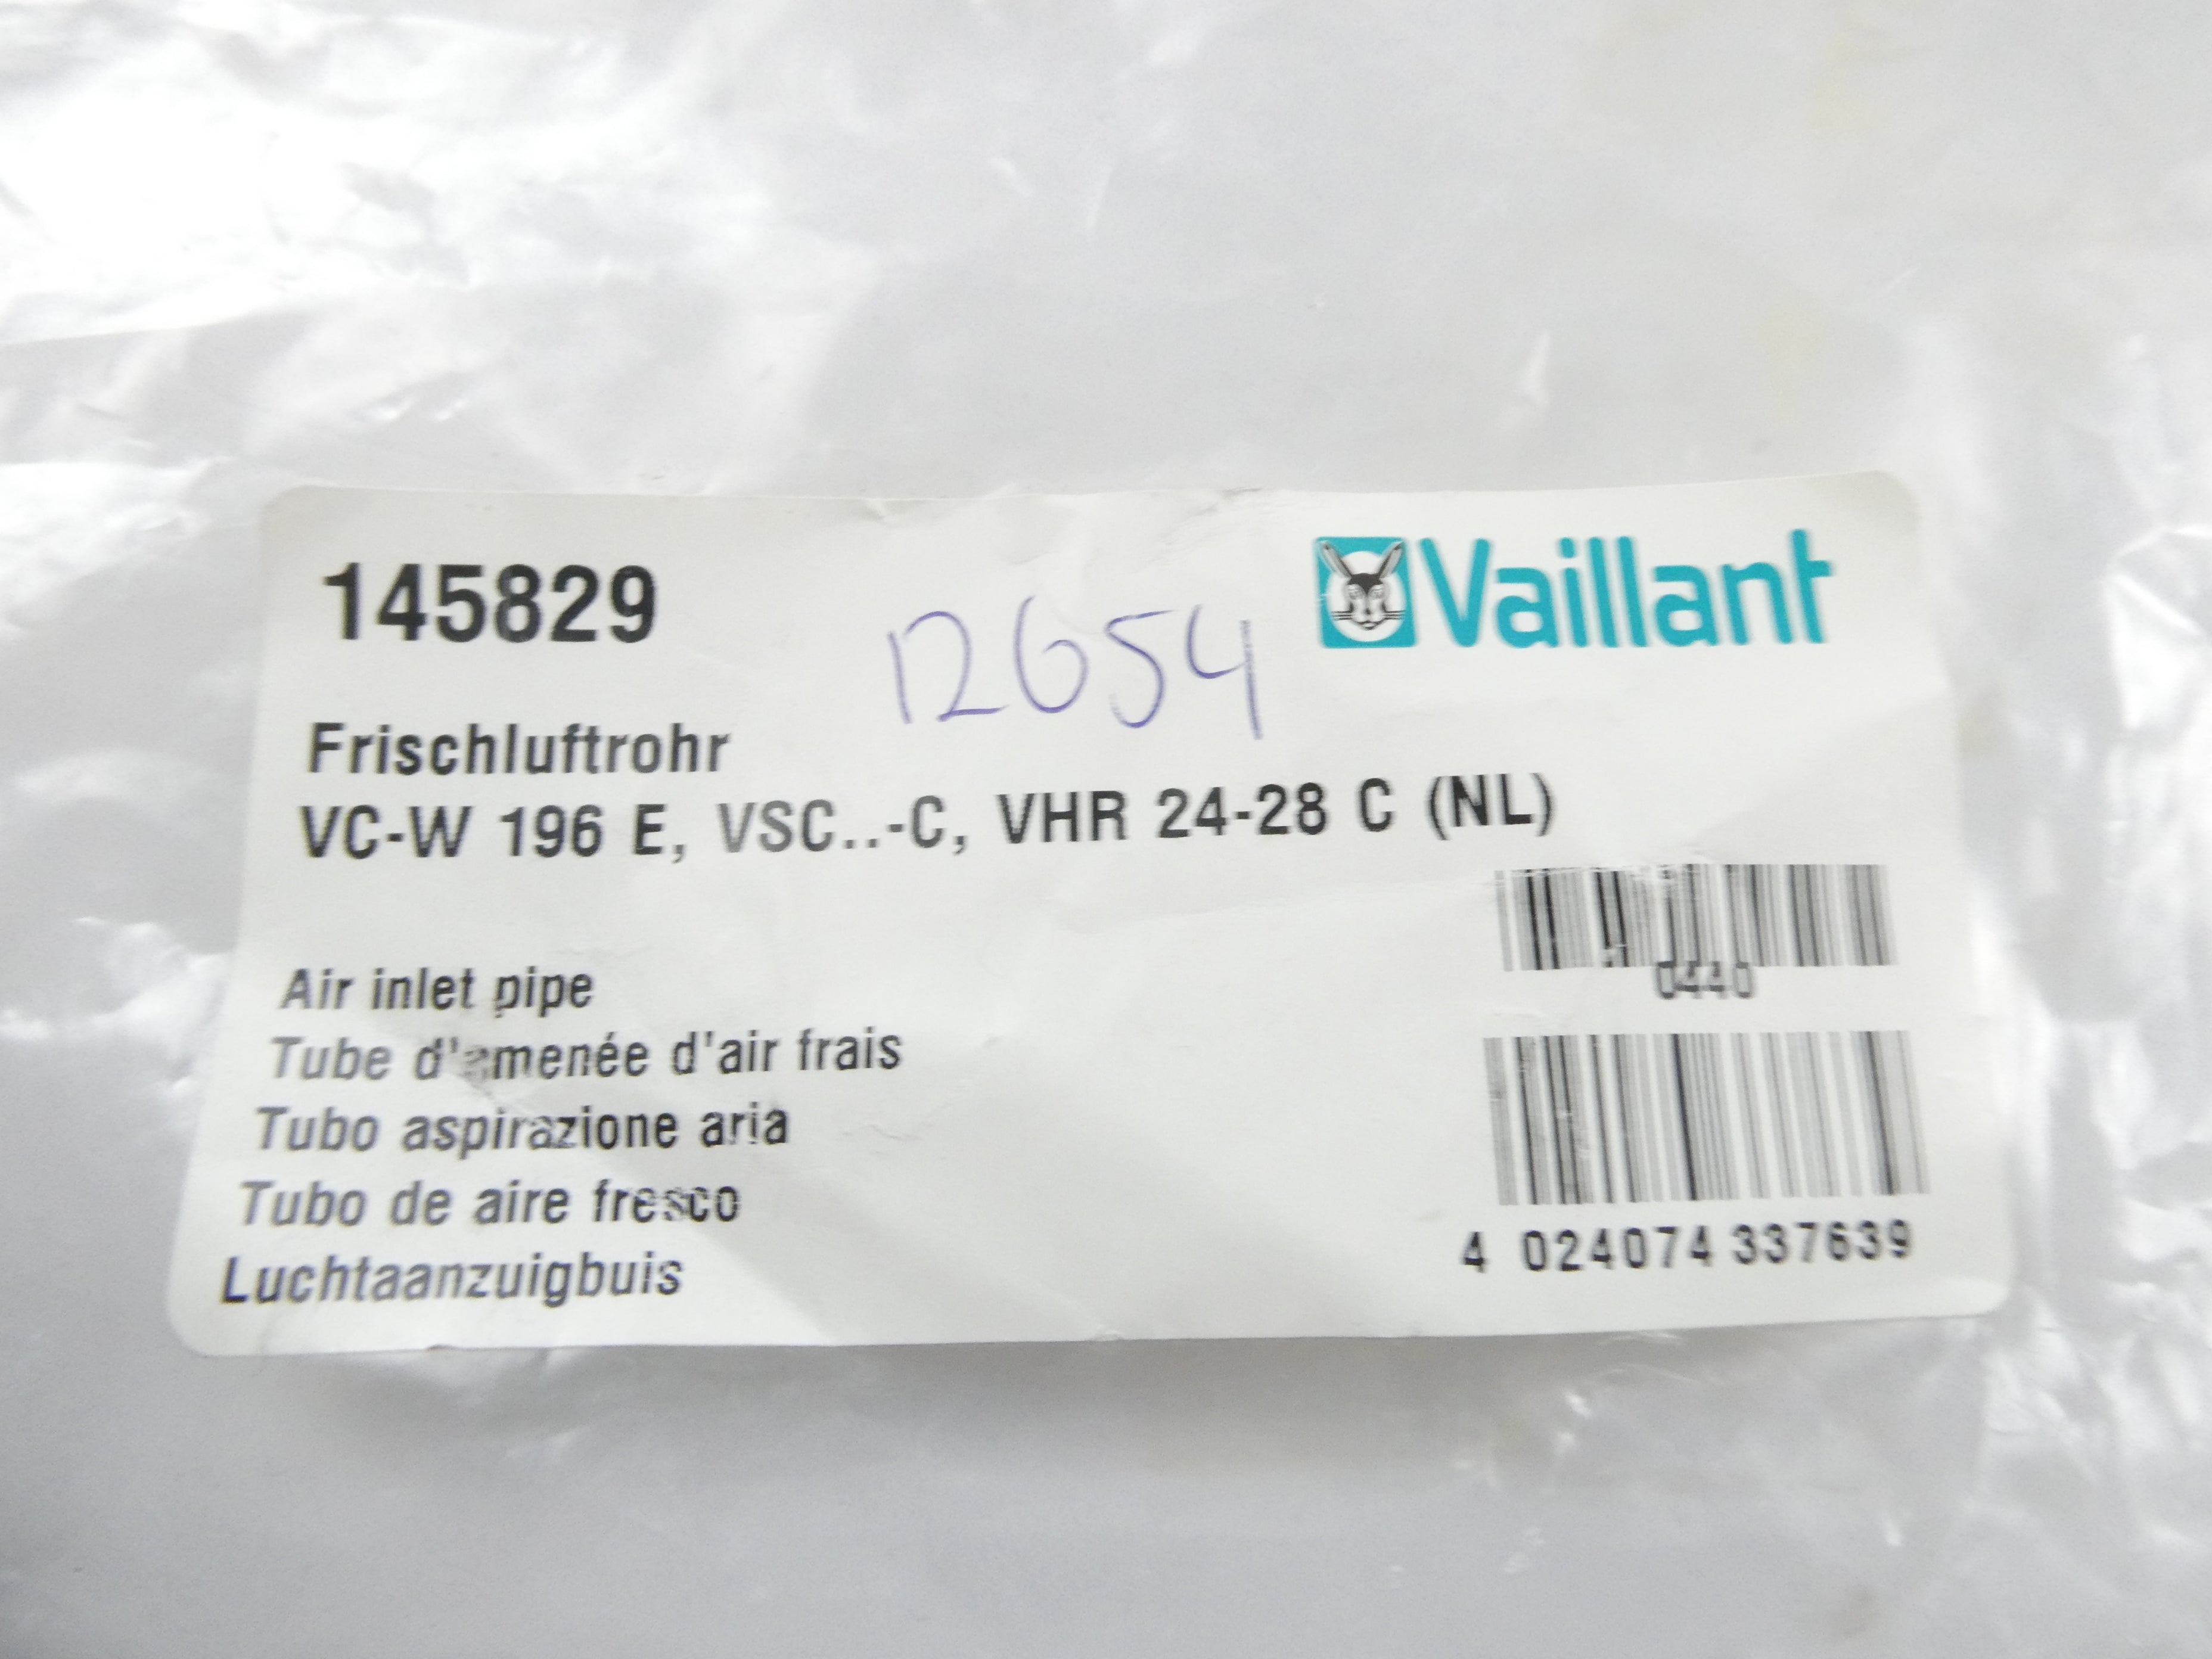 145829
Vaillant
12654
Frischluftrohr
VC-W 196 E, VSC..-C, VHR 24-28 C (NL)
0440
Air inlet pipe
Tube d'amenée d'air frais
Tubo aspirazione aria
Tubo de aire fresco
Luchtaanzuigbuis
4 024074 337639